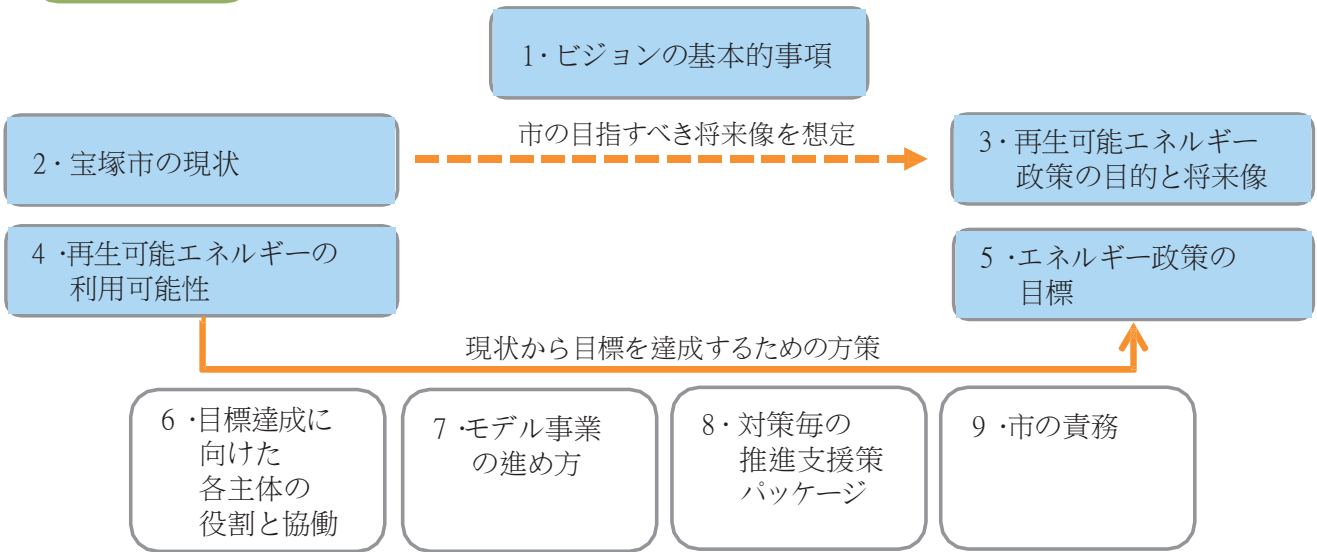 1・ビジョンの基本的事項
市の目指すべき将来像を想定
2・宝塚市の現状
3・再生可能エネルギー
政策の目的と将来像
4・再生可能エネルギーの
利用可能性
5・エネルギー政策の
目標
現状から目標を達成するための方策
6・目標達成に
向けた
各主体の
役割と協働
7・モデル事業
の進め方
8・対策毎の
推進支援策
パッケージ
9・市の責務